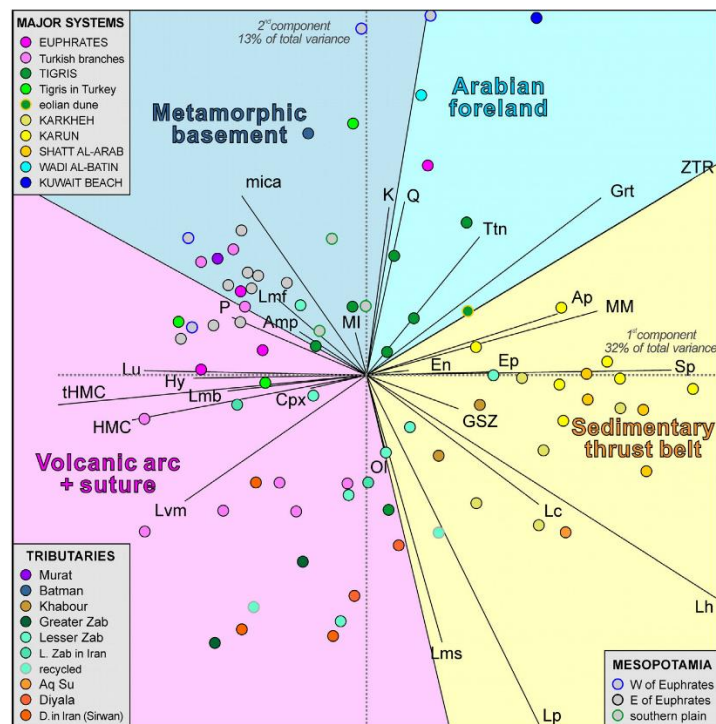 MAJOR SYSTEMS
EUPHRATES
Turkish branches
TIGRIS
Tigris in Turkey
eolian dune
KARKHEH
KARUN
SHATT AL-ARAB
WADI AL-BATIN
KUWAIT BEACH
2nd component
13% of total variance
Metamorphic
basement
Arabian
foreland
ZTR
mica
K
Q
Grt
Ttn
Lmf
P
Amp
MI
Ap
MM
1st component
32% of total variance
Lu
En
Ep
Sp
tHMC
Hy
Lmb
Cpx
HMC
GSZ
Sedimentary
thrust belt
Volcanic arc
+ suture
Ol
Lvm
Lc
Lh
Lms
Lp
TRIBUTARIES
Murat
Batman
Khabour
Greater Zab
Lesser Zab
L. Zab in Iran
recycled
Aq Su
Diyala
D. in Iran (Sirwan)
MESOPOTAMIA
W of Euphrates
E of Euphrates
southern plain